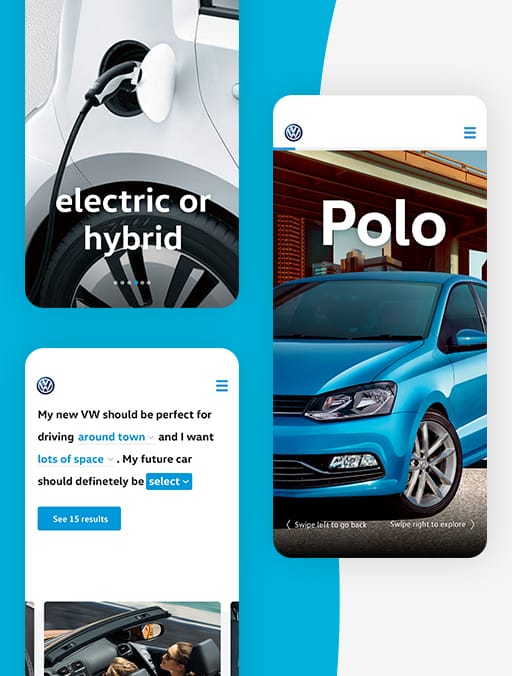 electric or
hybrid
Polo
Swipe left to go back
Swipe right to explore
My new VW should be perfect for
driving around town and I want
lots of space . My future car
should definetely be select
See 15 results